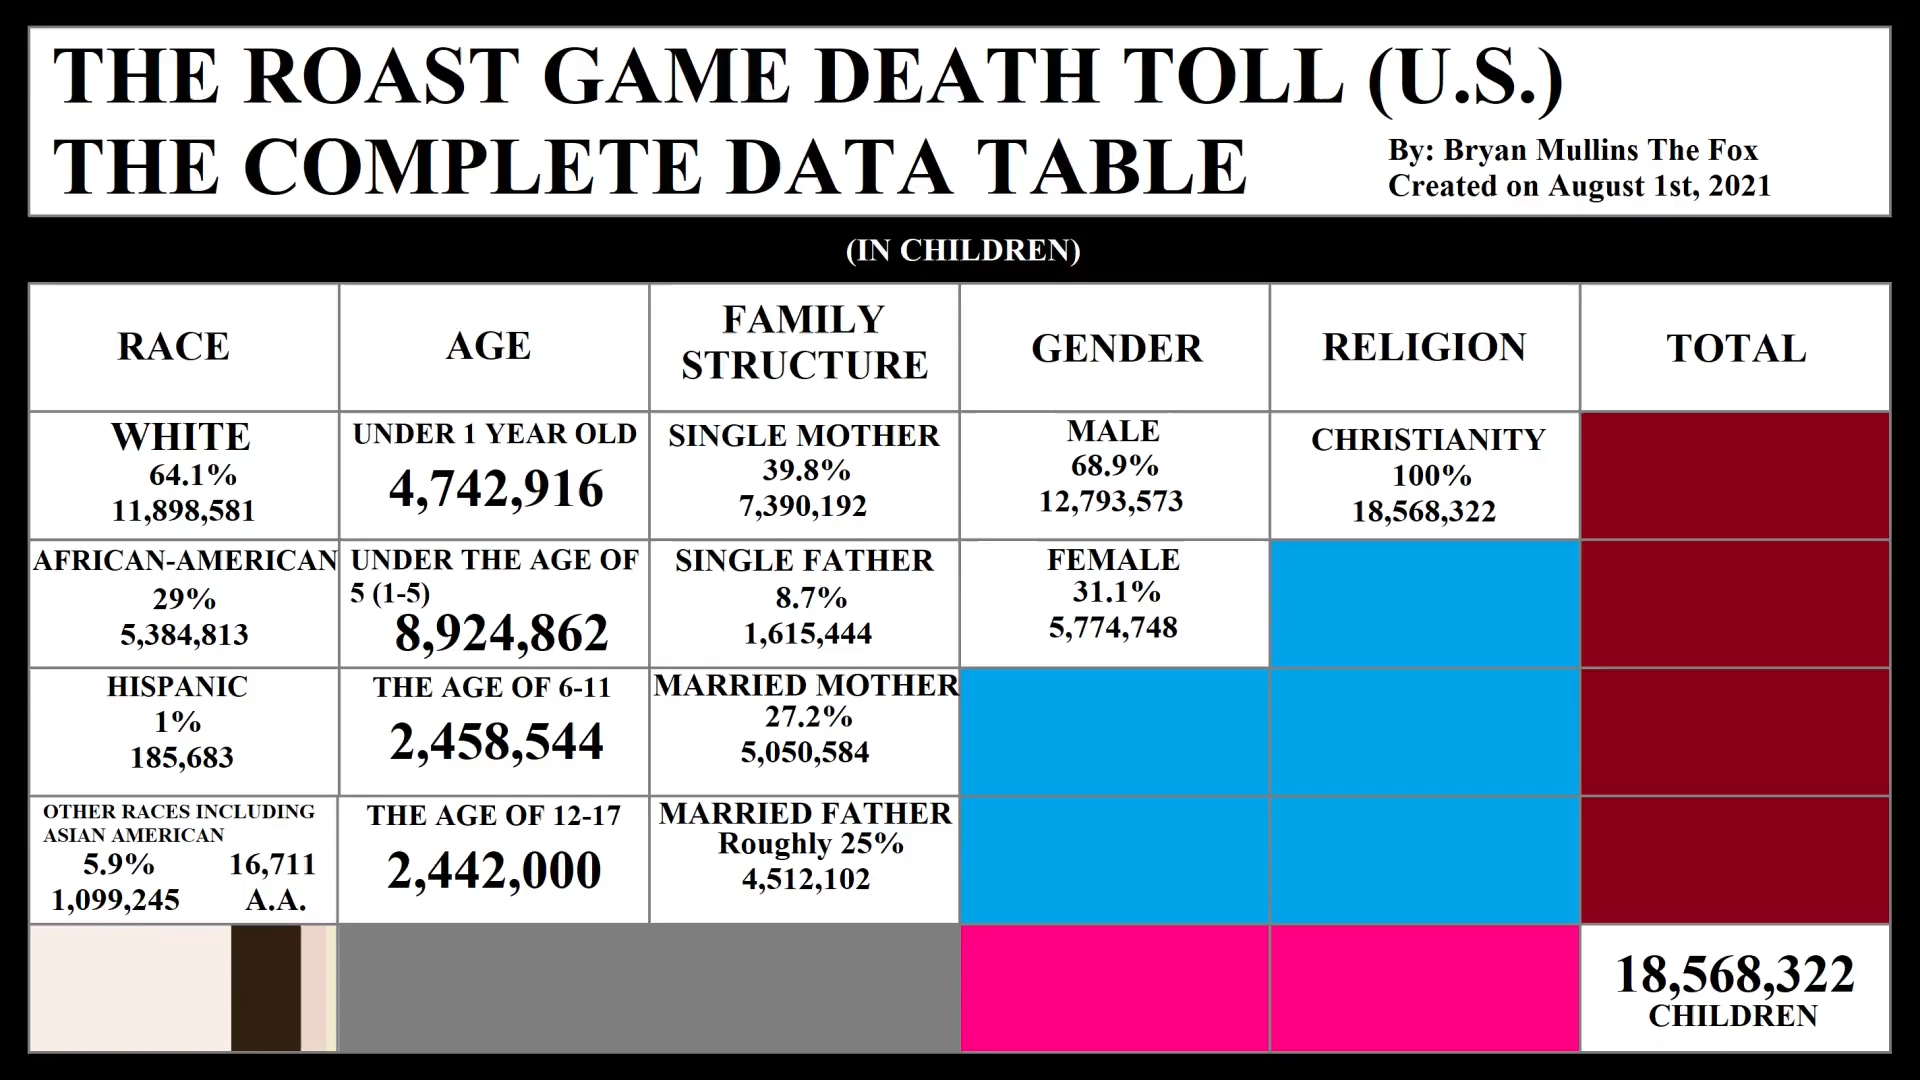 THE ROAST GAME DEATH TOLL (U.S.)
THE COMPLETE DATA TABLE
By: Bryan Mullins The Fox
Created on August 1st, 2021
(IN CHILDREN)
RACE
AGE
FAMILY
STRUCTURE
GENDER
RELIGION
TOTAL
WHITE
64.1%
11,898,581
UNDER 1 YEAR OLD
4,742,916
SINGLE MOTHER
39.8%
7,390,192
MALE
68.9%
12,793,573
CHRISTIANITY
100%
18,568,322
AFRICAN-AMERICAN
29%
5,384,813
UNDER THE AGE OF
5 (1-5)
8,924,862
SINGLE FATHER
8.7%
1,615,444
FEMALE
31.1%
5,774,748
HISPANIC
1%
185,683
THE AGE OF 6-11
2,458,544
MARRIED MOTHER
27.2%
5,050,584
OTHER RACES INCLUDING
ASIAN AMERICAN
5.9% 16,711
1,099,245 A.A.
THE AGE OF 12-17
2,442,000
MARRIED FATHER
Roughly 25%
4,512,102
18,568,322
CHILDREN